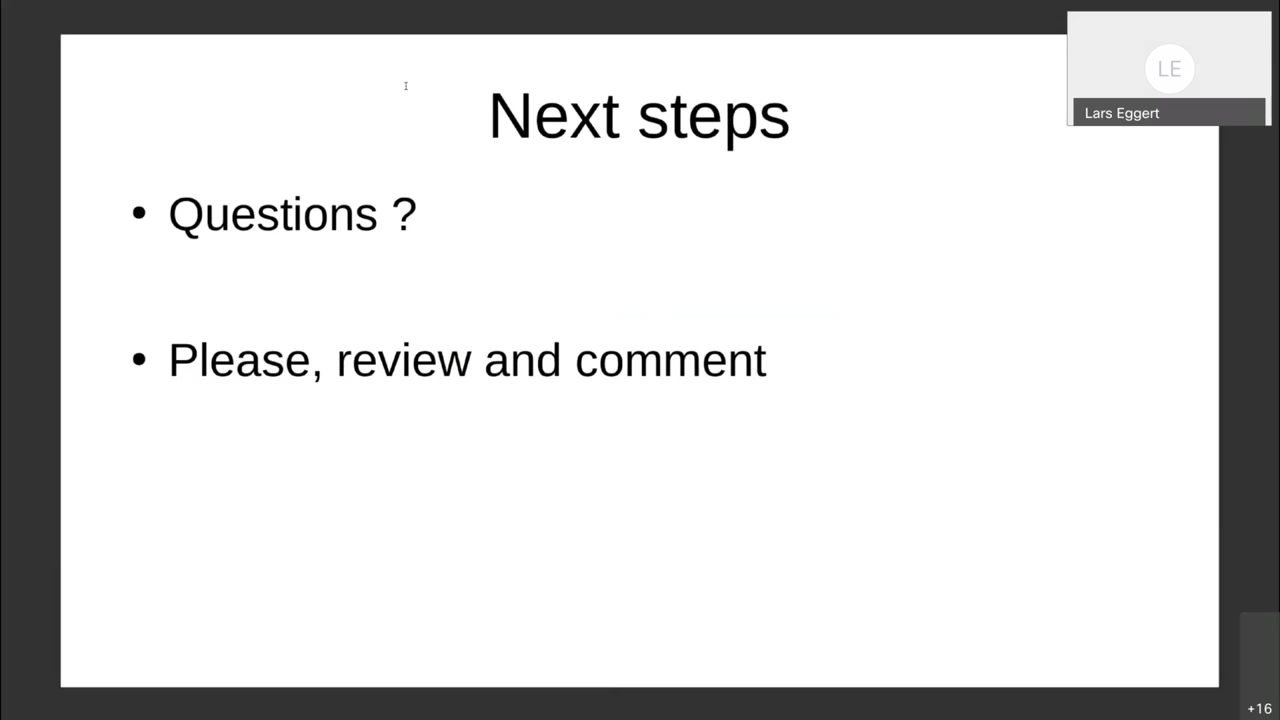 LE
Lars Eggert
Next steps
• Questions ?
• Please, review and comment
+16